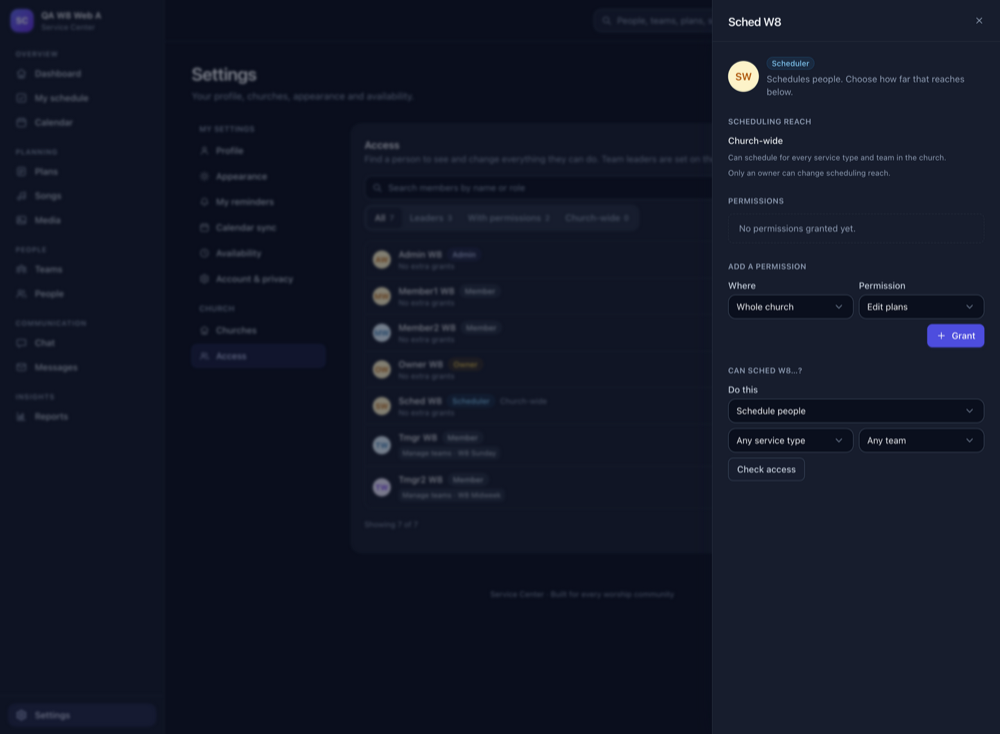 SC
QA W8 Web A
Service Center
OVERVIEW
Dashboard
My schedule
Calendar
PLANNING
Plans
Songs
Media
PEOPLE
Teams
People
COMMUNICATION
Chat
Messages
INSIGHTS
Reports
Settings
People, teams, plans,
Settings
Your profile, churches, appearance and availability.
MY SETTINGS
Profile
Appearance
My reminders
Calendar sync
Availability
Account & privacy
CHURCH
Churches
Access
Access
Find a person to see and change everything they can do. Team leaders are set on the
Search members by name or role
All 7 Leaders With permissions Church-wide
Admin W8 Admin
No extra grants
Member1 W8 Member
No extra grants
Member2 W8 Member
No extra grants
Owner W8 Owner
No extra grants
Sched W8 Scheduler Church-wide
No extra grants
Tmgr W8 Member
Manage teams · W8 Sunday
Tmgr2 W8 Member
Manage teams · W8 Midweek
Showing 7 of 7
Service Center · Built for every worship community
Sched W8
SW
Scheduler
Schedules people. Choose how far that reaches
below.
SCHEDULING REACH
Church-wide
Can schedule for every service type and team in the church.
Only an owner can change scheduling reach.
PERMISSIONS
No permissions granted yet.
ADD A PERMISSION
Where Permission
Whole church Edit plans
+ Grant
CAN SCHED W8…?
Do this
Schedule people
Any service type Any team
Check access